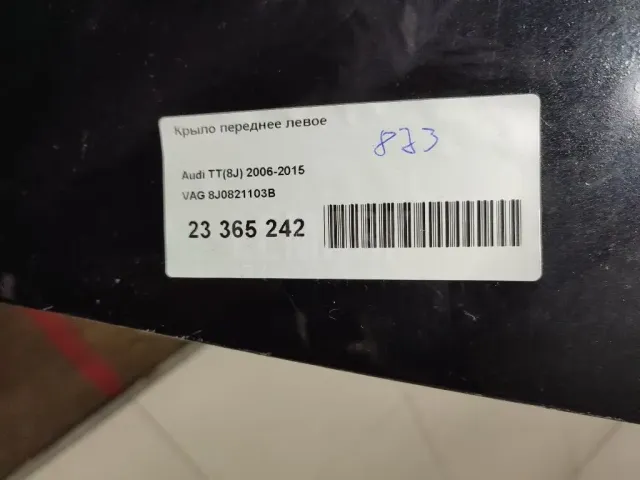 Крыло переднее левое
873
Audi TT(8J) 2006-2015
VAG 8J0821103B
23 365 242